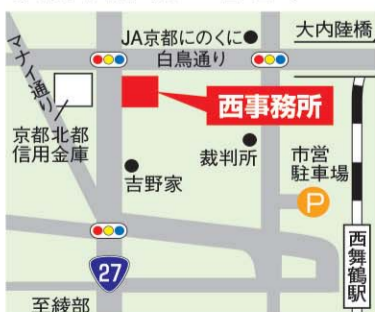 JA京都にのくに
大内陸橋
白鳥通り
マナイ通り
西事務所
京都北都
信用金庫
裁判所
市営
駐車場
吉野家
P
西舞鶴駅
27
至綾部